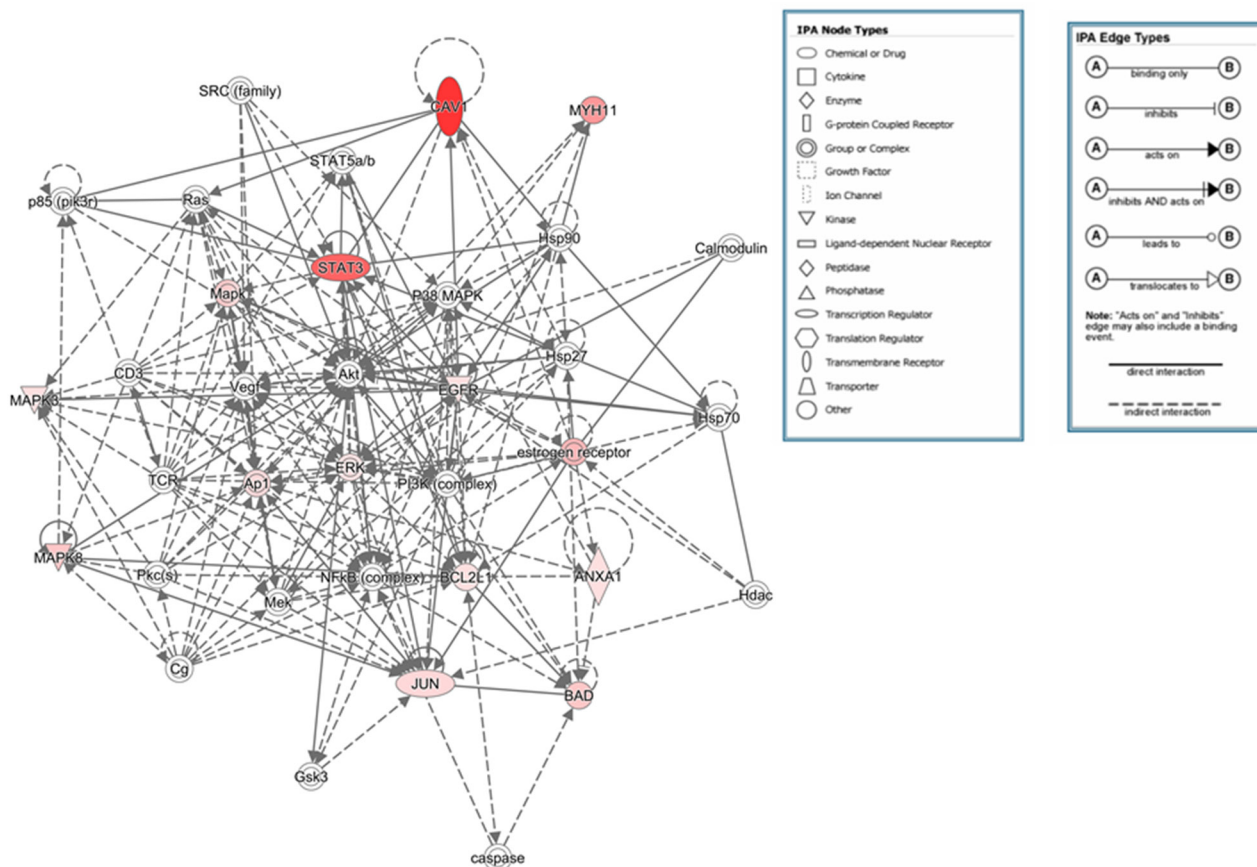 SRC (family)
CAV1
MYH11
STAT5a/b
p85 (pik3r)
Ras
Hsp90
Calmodulin
STAT3
Mapk
P38 MAPK
Hsp27
CD3
Vegf
Akt
EGFR
MAPK3
Hsp70
estrogen receptor
TCR
Ap1
ERK
PI3K (complex)
MAPK8
Pkc(s)
NFkB (complex)
BCL2L1
ANXA1
Mek
Hdac
Cg
JUN
BAD
Gsk3
caspase
IPA Node Types
Chemical or Drug
Cytokine
Enzyme
G-protein Coupled Receptor
Group or Complex
Growth Factor
Ion Channel
Kinase
Ligand-dependent Nuclear Receptor
Peptidase
Phosphatase
Transcription Regulator
Translation Regulator
Transmembrane Receptor
Transporter
Other
IPA Edge Types
A binding only B
A inhibits B
A acts on B
A inhibits AND acts on B
A leads to B
A translocates to B
Note: "Acts on" and "Inhibits"
edge may also include a binding
event.
direct interaction
indirect interaction